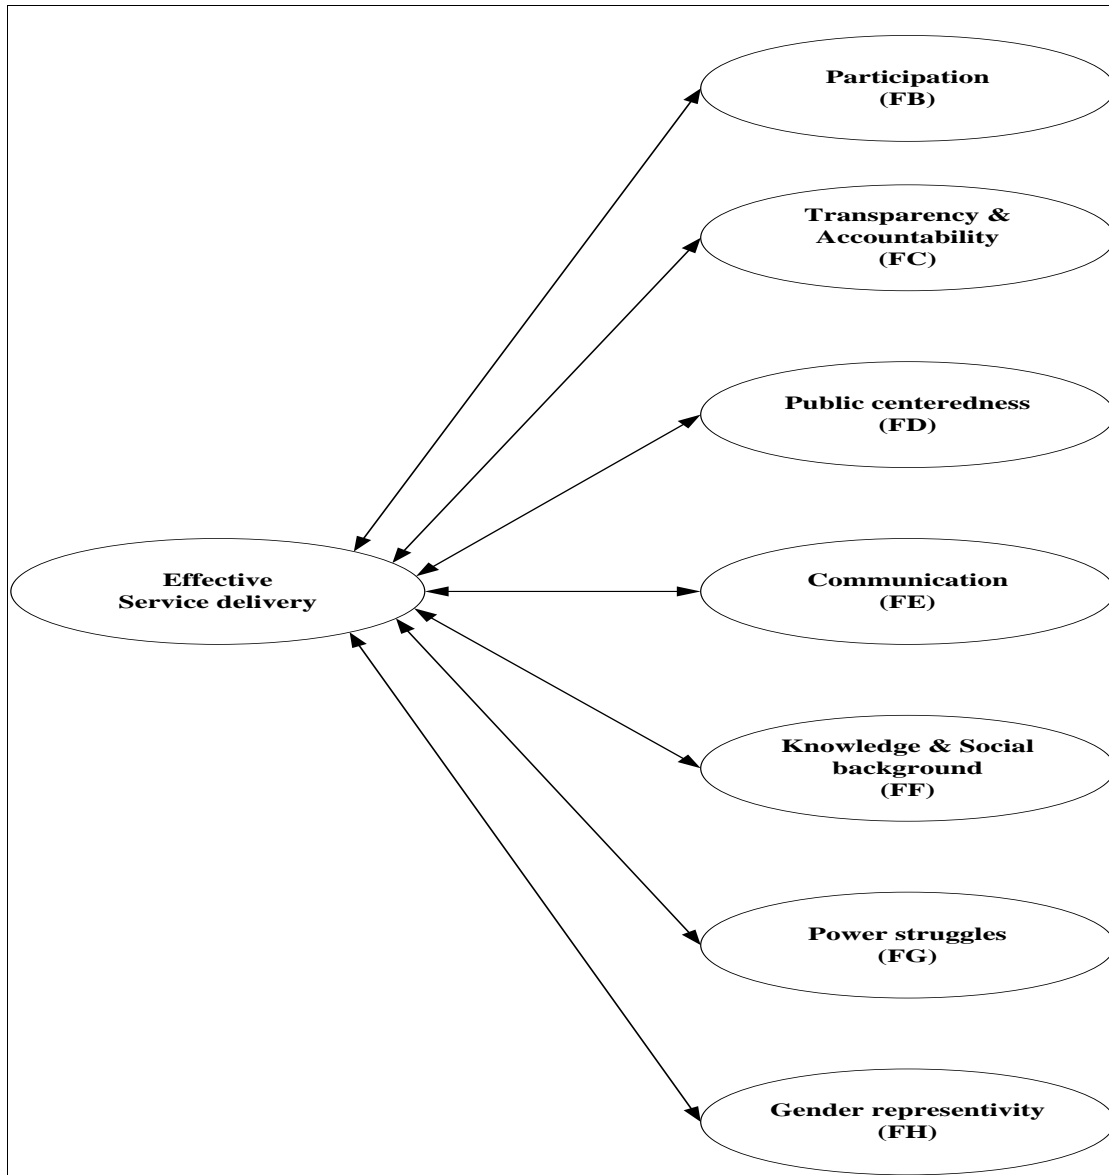 Participation
(FB)
Transparency &
Accountability
(FC)
Public centeredness
(FD)
Effective
Service delivery
Communication
(FE)
Knowledge & Social
background
(FF)
Power struggles
(FG)
Gender representivity
(FH)